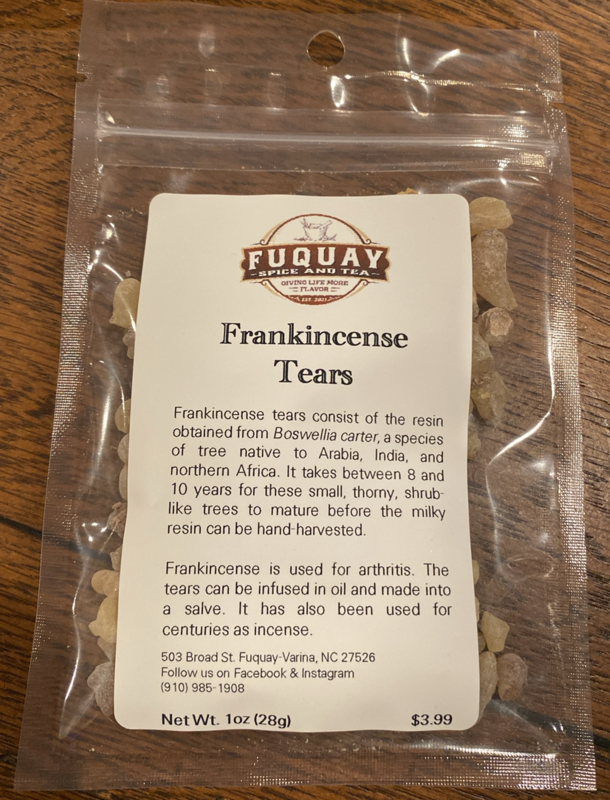 FUQUAY
SPICE AND TEA
GIVING LIFE MORE
FLAVOR
EST. 2021
Frankincense
Tears
Frankincense tears consist of the resin
obtained from Boswellia carter, a species
of tree native to Arabia, India, and
northern Africa. It takes between 8 and
10 years for these small, thorny, shrub-
like trees to mature before the milky
resin can be hand-harvested.
Frankincense is used for arthritis. The
tears can be infused in oil and made into
a salve. It has also been used for
centuries as incense.
503 Broad St. Fuquay-Varina, NC 27526
Follow us on Facebook & Instagram
(910) 985-1908
Net Wt. 1oz (28g) $3.99